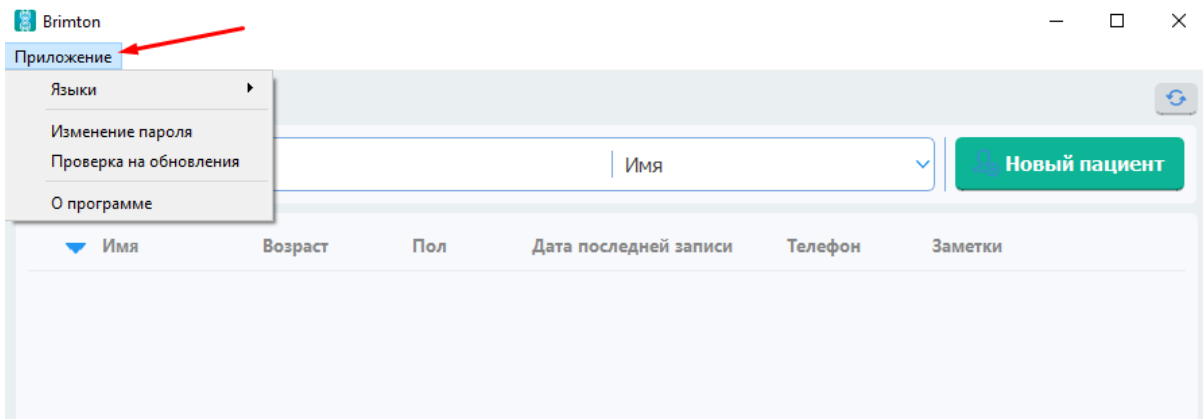 Brimton
Приложение
Языки
Изменение пароля
Проверка на обновления
О программе
Имя
Новый пациент
Имя Возраст Пол Дата последней записи Телефон Заметки